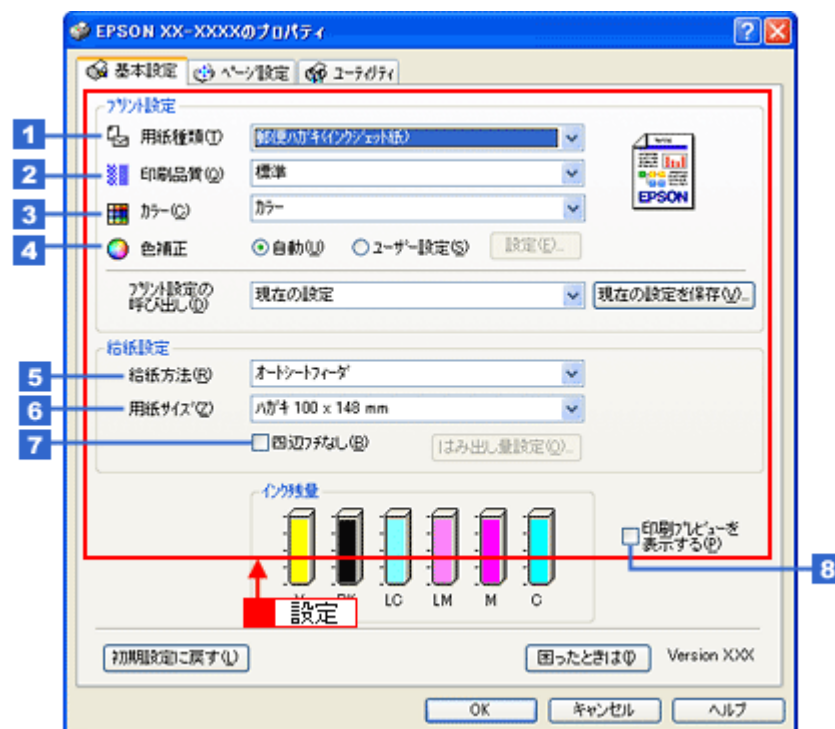 EPSON XX-XXXXのプロパティ
基本設定 ページ設定 ユーティリティ
プリント設定
1 用紙種類(T) 郵便ハガキ(インクジェット紙)
2 印刷品質(Q) 標準
3 カラー(C) カラー
EPSON
4 色補正 自動(U) ユーザー設定(S) 設定(E)...
プリント設定の
呼び出し(D) 現在の設定 現在の設定を保存(V)...
給紙設定
5 給紙方法(R) オートシートフィーダ
6 用紙サイズ(Z) ハガキ 100 x 148 mm
7 四辺フチなし(B) はみ出し量設定(O)...
インク残量
印刷プレビューを
表示する(P)
8
LC LM M C
設定
初期設定に戻す(L) 困ったときは(I) Version XXX
OK キャンセル ヘルプ